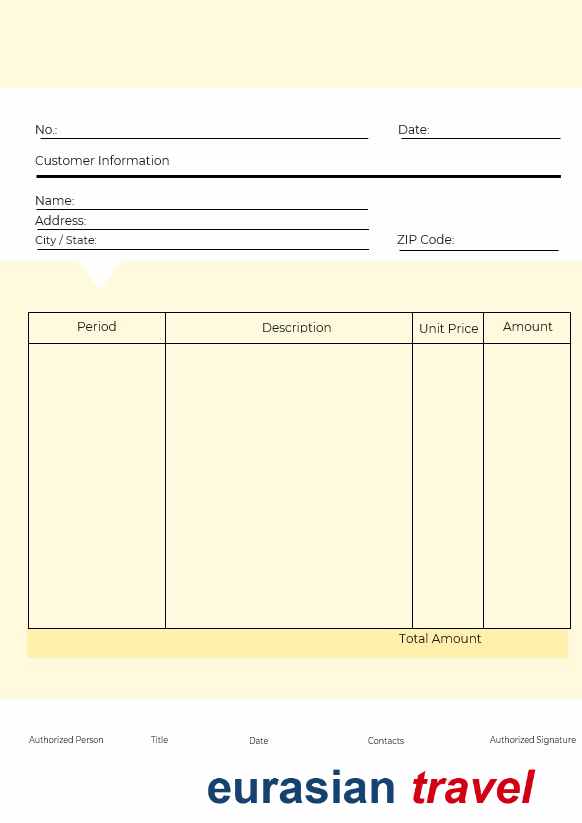 No.: Date:
Customer Information
Name:
Address:
City / State: ZIP Code:
Period Description Unit Price Amount
Total Amount
Authorized Person Title Date Contacts Authorized Signature
eurasian travel